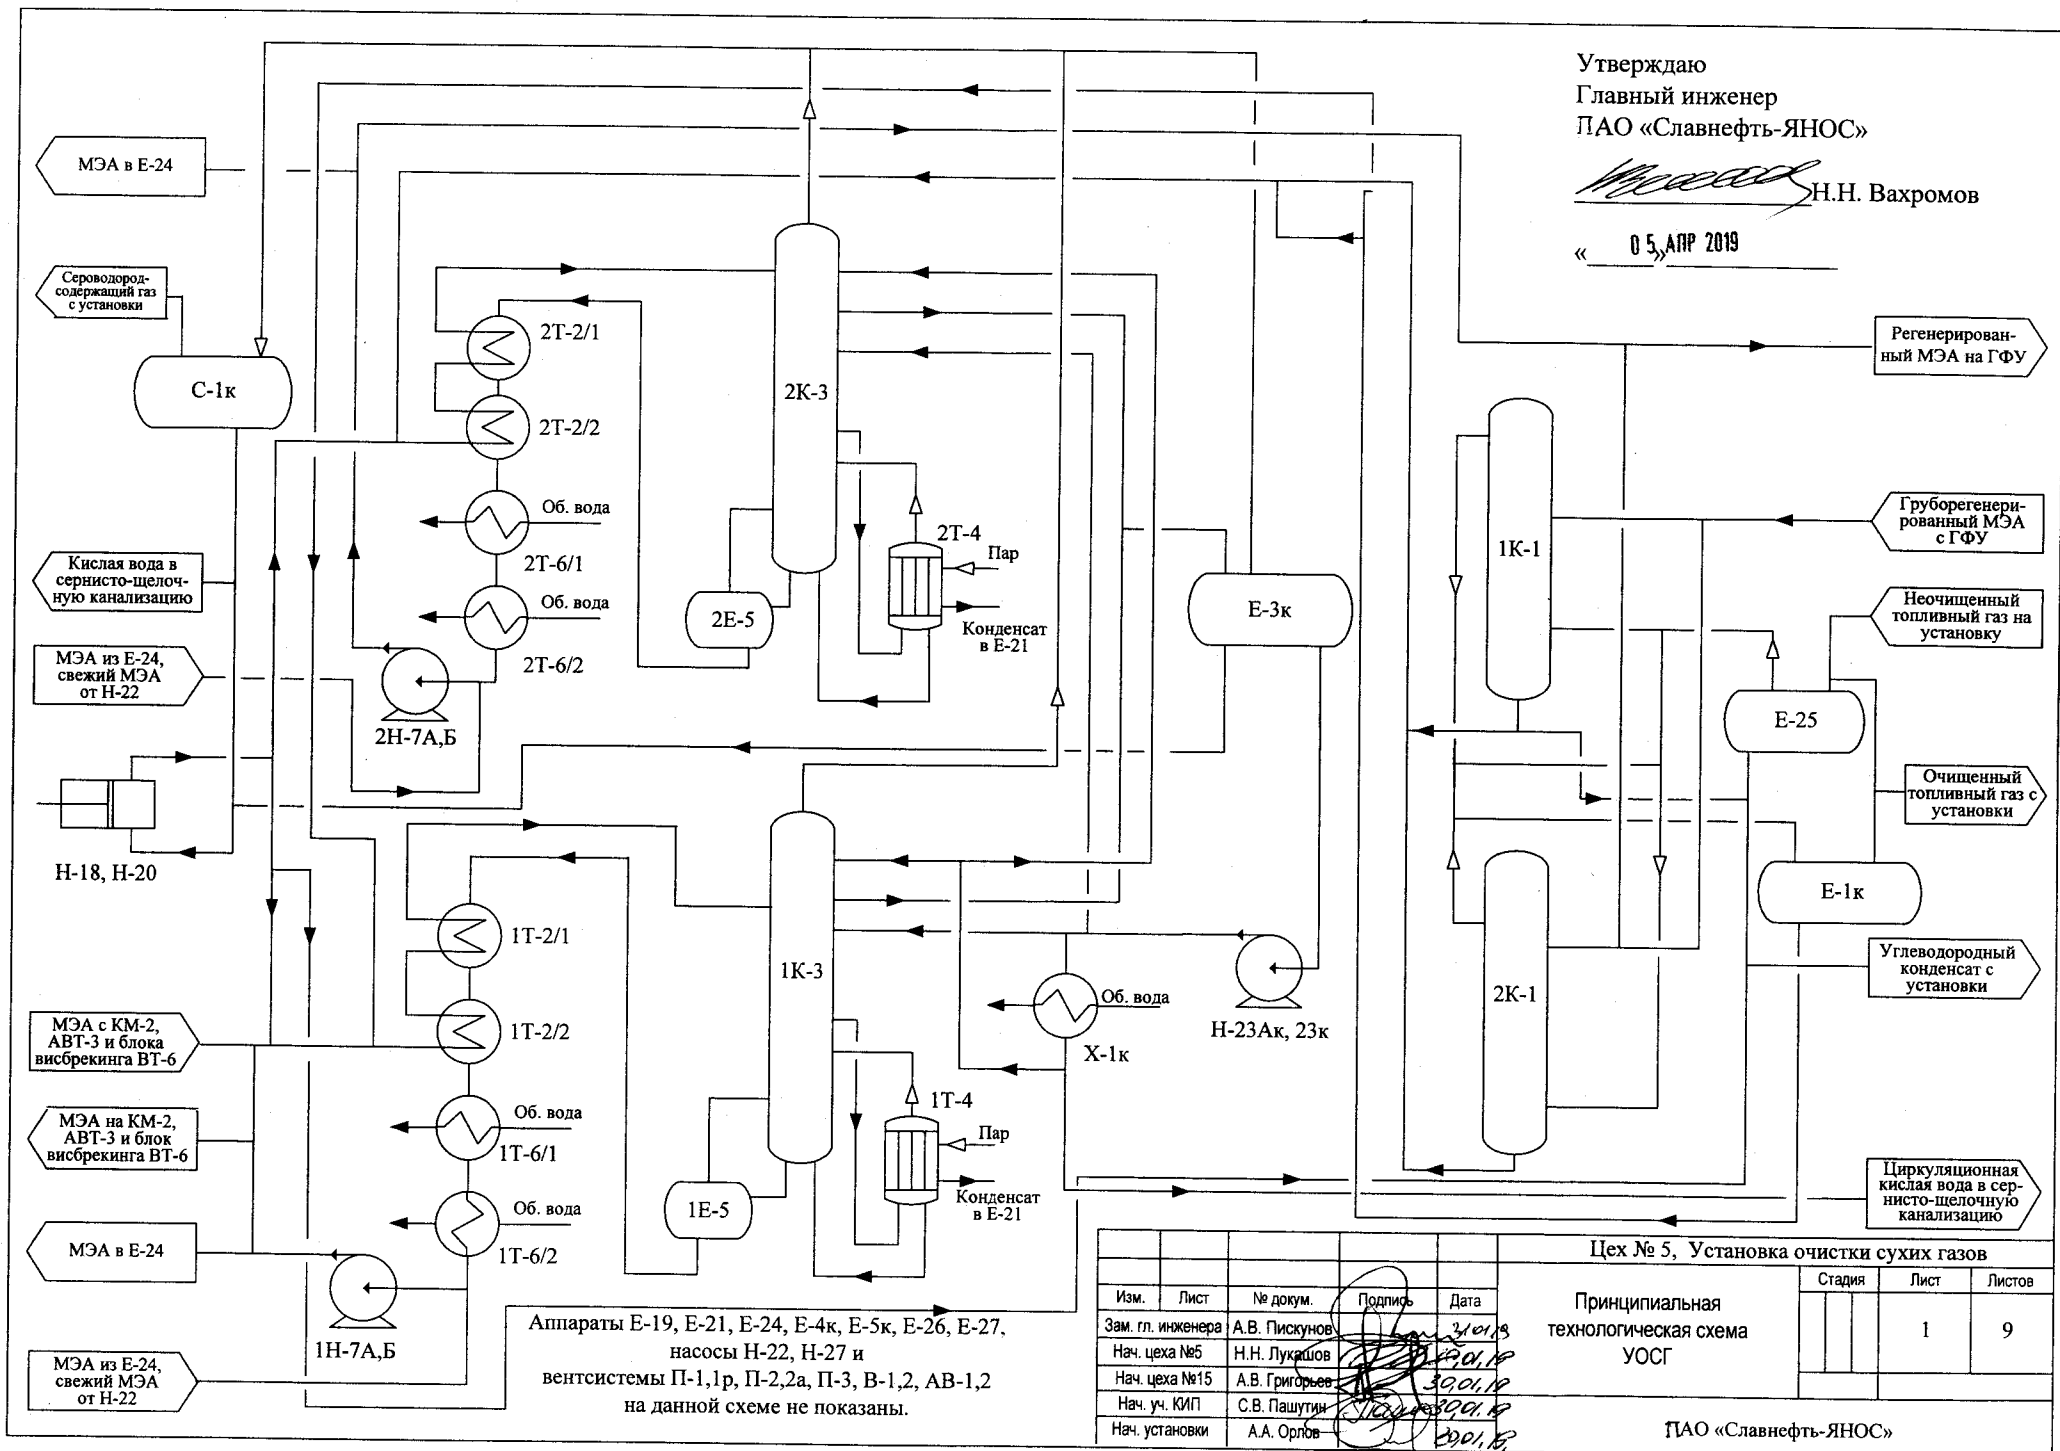 Утверждаю
Главный инженер
ПАО «Славнефть-ЯНОС»
Н.Н. Вахромов
« 05 » АПР 2019
МЭА в Е-24
Сероводород-
содержащий газ
с установки
С-1к
2Т-2/1
2К-3
2Т-2/2
Регенерирован-
ный МЭА на ГФУ
Об. вода
2Т-6/1
Об. вода
2Т-6/2
2Т-4
Пар
Конденсат
в Е-21
2Е-5
Е-3к
1К-1
Груборегенери-
рованный МЭА
с ГФУ
Кислая вода в
сернисто-щелоч-
ную канализацию
Неочищенный
топливный газ на
установку
МЭА из Е-24,
свежий МЭА
от Н-22
2Н-7А,Б
Е-25
Очищенный
топливный газ с
установки
Н-18, Н-20
Е-1к
1Т-2/1
1К-3
1Т-2/2
Об. вода
Х-1к
Н-23Ак, 23к
2К-1
Углеводородный
конденсат с
установки
МЭА с КМ-2,
АВТ-3 и блока
висбрекинга ВТ-6
МЭА на КМ-2,
АВТ-3 и блок
висбрекинга ВТ-6
Об. вода
1Т-6/1
1Т-4
Пар
Конденсат
в Е-21
1Е-5
Об. вода
1Т-6/2
Циркуляционная
кислая вода в сер-
нисто-щелочную
канализацию
МЭА в Е-24
1Н-7А,Б
МЭА из Е-24,
свежий МЭА
от Н-22
Аппараты Е-19, Е-21, Е-24, Е-4к, Е-5к, Е-26, Е-27,
насосы Н-22, Н-27 и
вентсистемы П-1,1р, П-2,2а, П-3, В-1,2, АВ-1,2
на данной схеме не показаны.
Цех № 5, Установка очистки сухих газов
Изм. Лист № докум. Подпись Дата
Зам. гл. инженера А.В. Пискунов
Нач. цеха №5 Н.Н. Лукашов
Нач. цеха №15 А.В. Григорьев 30,01,19
Нач. уч. КИП С.В. Пашутин 30,01,19
Нач. установки А.А. Орлов
Принципиальная
технологическая схема
УОСГ
Стадия Лист Листов
1 9
ПАО «Славнефть-ЯНОС»